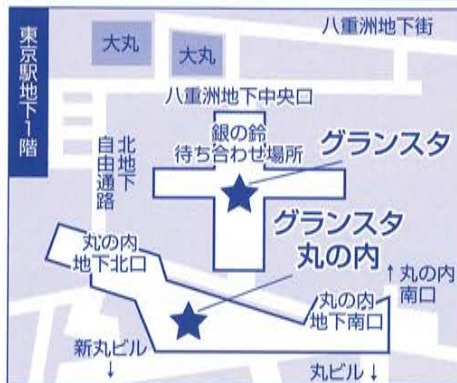 東京駅地下1階
八重洲地下街
大丸
大丸
八重洲地下中央口
銀の鈴
待ち合わせ場所
グランスタ
北地下
自由通路
グランスタ
丸の内
丸の内
地下北口
↑丸の内
南口
丸の内
地下南口
新丸ビル
↓
丸ビル↓